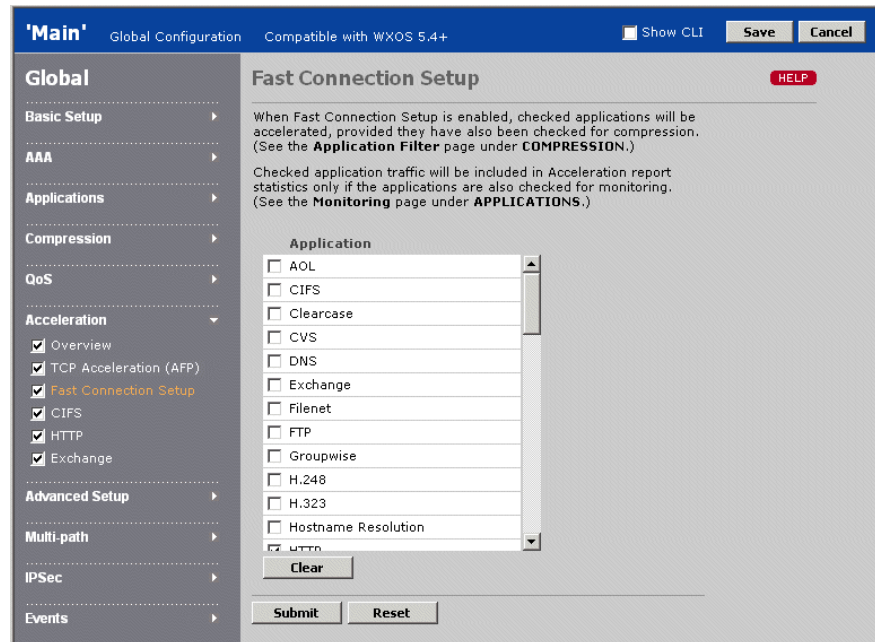 'Main' Global Configuration Compatible with WXOS 5.4+ Show CLI Save Cancel
Global
Basic Setup
AAA
Applications
Compression
QoS
Acceleration
Overview
TCP Acceleration (AFP)
Fast Connection Setup
CIFS
HTTP
Exchange
Advanced Setup
Multi-path
IPSec
Events
Fast Connection Setup HELP
When Fast Connection Setup is enabled, checked applications will be
accelerated, provided they have also been checked for compression.
(See the Application Filter page under COMPRESSION.)
Checked application traffic will be included in Acceleration report
statistics only if the applications are also checked for monitoring.
(See the Monitoring page under APPLICATIONS.)
Application
AOL
CIFS
Clearcase
CVS
DNS
Exchange
Filenet
FTP
Groupwise
H.248
H.323
Hostname Resolution
HTTP
Clear
Submit Reset